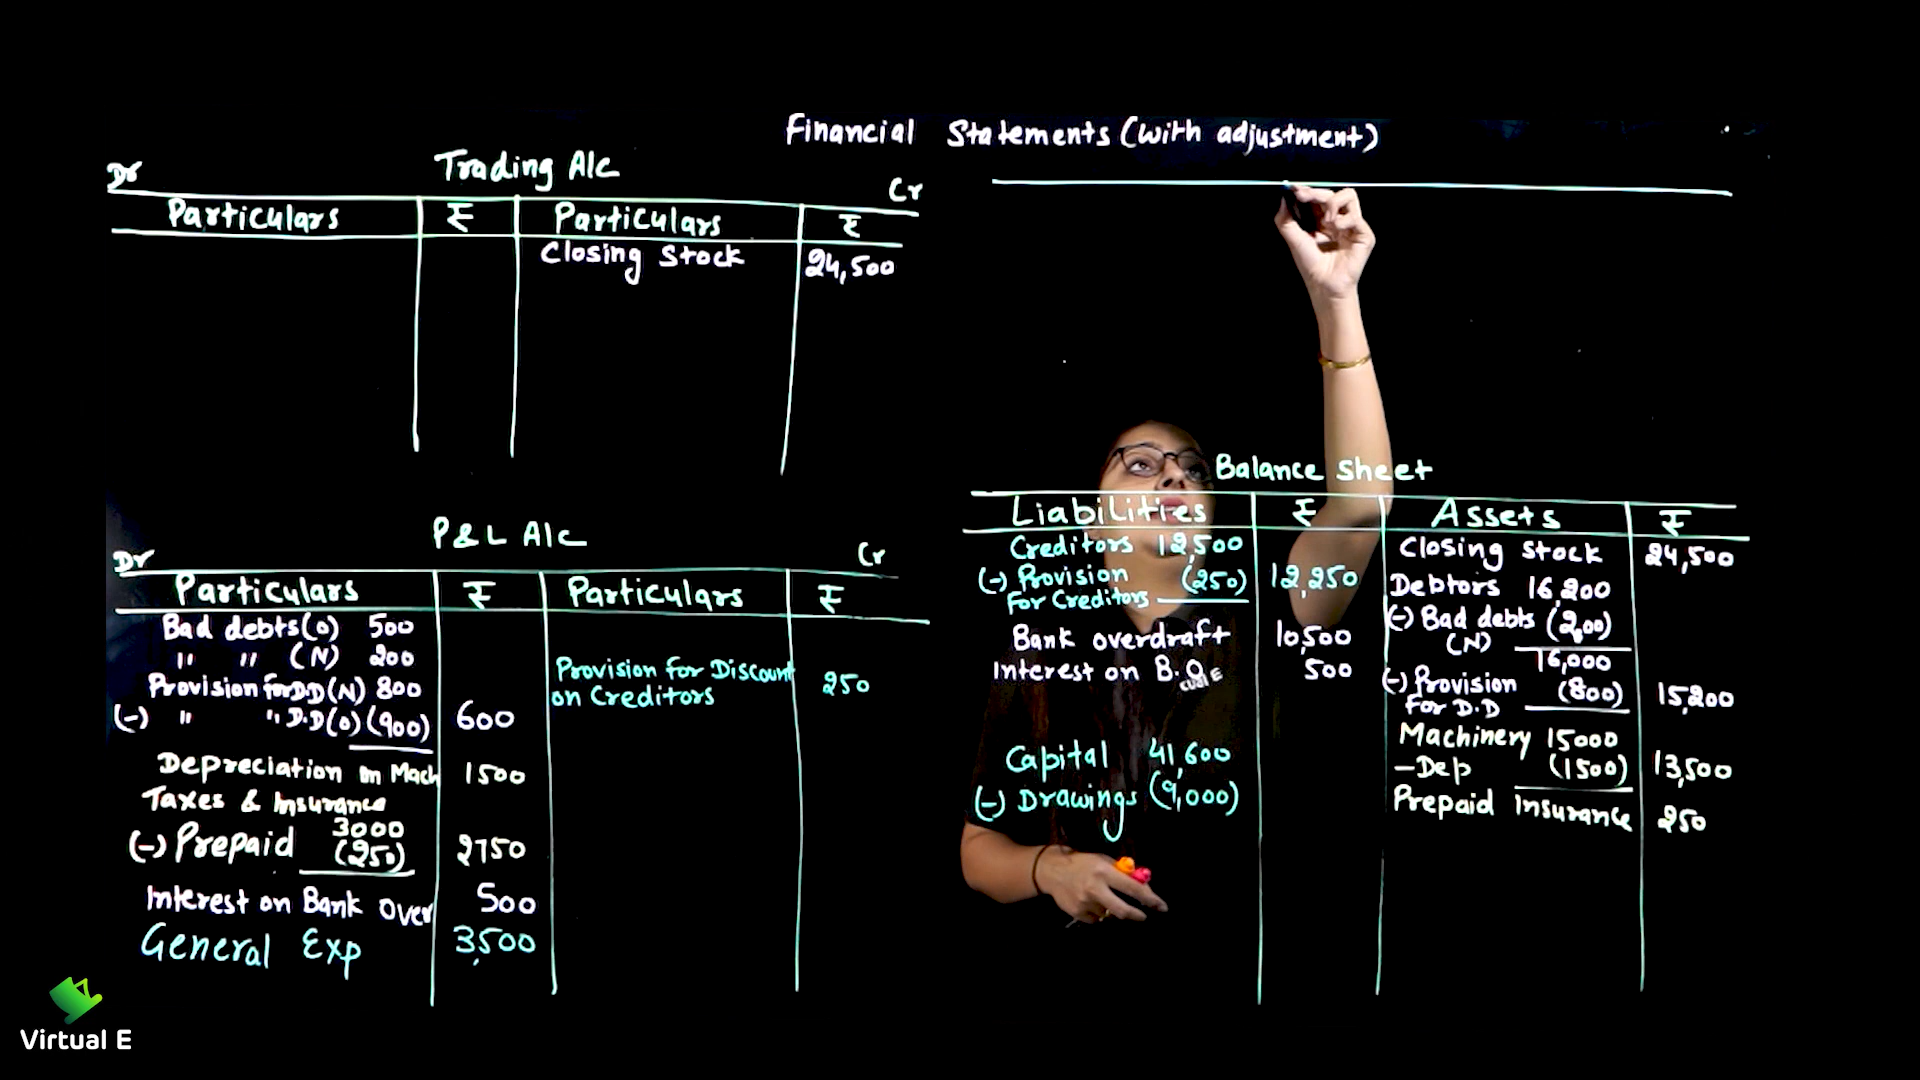 Financial Statements (with adjustment)
Trading A/c
Dr
Cr
Particulars ₹ Particulars ₹
Closing Stock 24,500
P & L A/c
Dr
Cr
Particulars ₹ Particulars ₹
Bad debts (O) 500
" " (N) 200
Provision for D.D (N) 800
(-) " " D.D (O) (900) 600
Depreciation on Mach 1500
Taxes & Insurance
3000
(-) Prepaid (250) 2750
Interest on Bank Over 500
General Exp 3,500
Provision for Discount
on Creditors 250
Balance Sheet
Liabilities ₹ Assets ₹
Creditors 12,500
(-) Provision (250) 12,250
for Creditors
Bank overdraft 10,500
Interest on B.O 500
Capital 41,600
(-) Drawings (9,000)
Closing Stock 24,500
Debtors 16,200
(-) Bad debts (2,00)
(N) 16,000
(-) Provision (800) 15,200
for D.D
Machinery 15000
-Dep (1500) 13,500
Prepaid Insurance 250
Virtual E